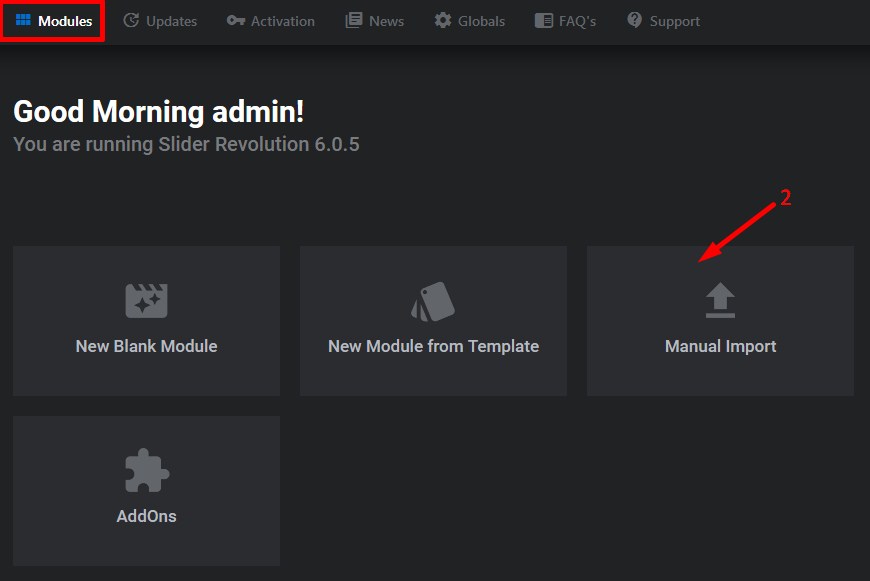 Modules Updates Activation News Globals FAQ's Support
Good Morning admin!
You are running Slider Revolution 6.0.5
2
New Blank Module New Module from Template Manual Import
AddOns